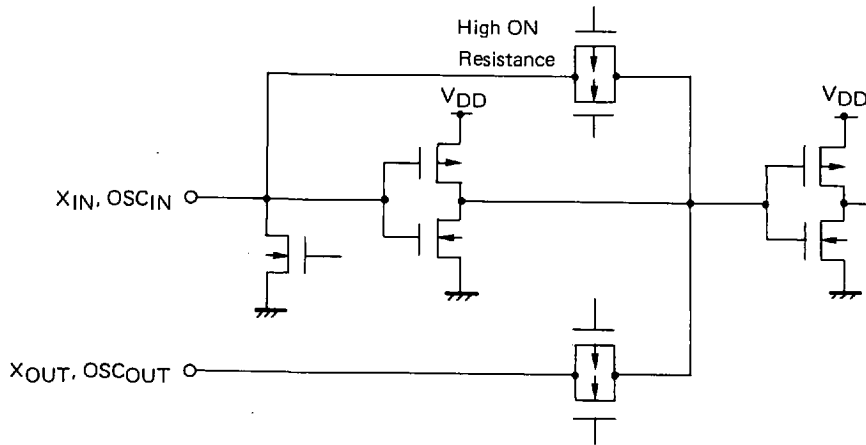 High ON
Resistance
VDD
VDD
XIN, OSCIN
XOUT, OSCOUT